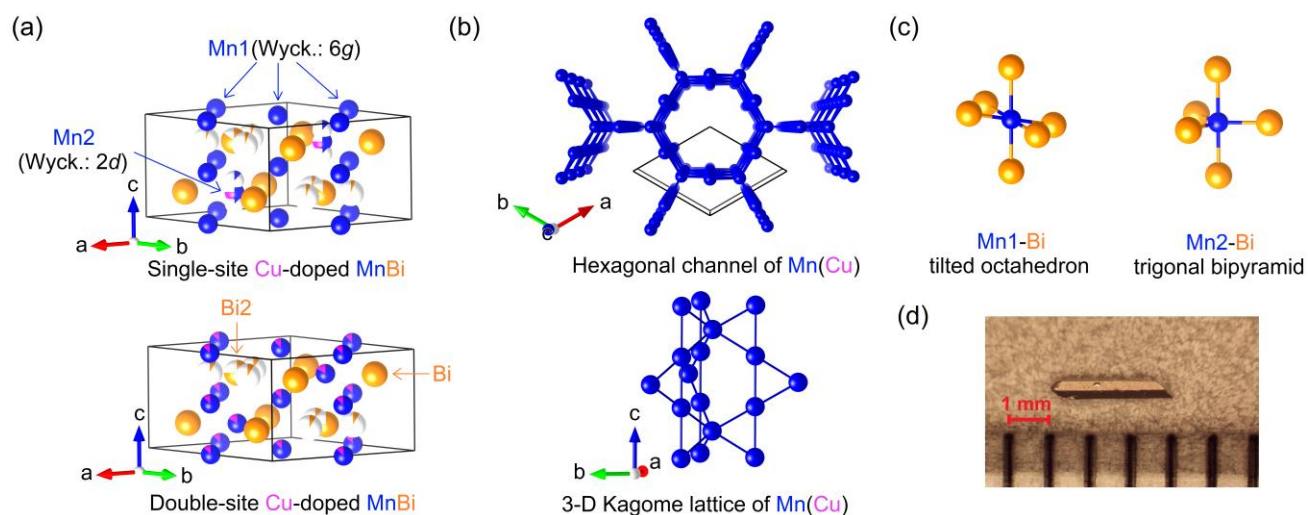 (a)
Mn1(Wyck.: 6g)
Mn2
(Wyck.: 2d)
c
a
b
Single-site Cu-doped MnBi
Bi2
Bi
c
a
b
Double-site Cu-doped MnBi
(b)
b
a
c
Hexagonal channel of Mn(Cu)
c
b
a
3-D Kagome lattice of Mn(Cu)
(c)
Mn1-Bi
tilted octahedron
Mn2-Bi
trigonal bipyramid
(d)
1 mm